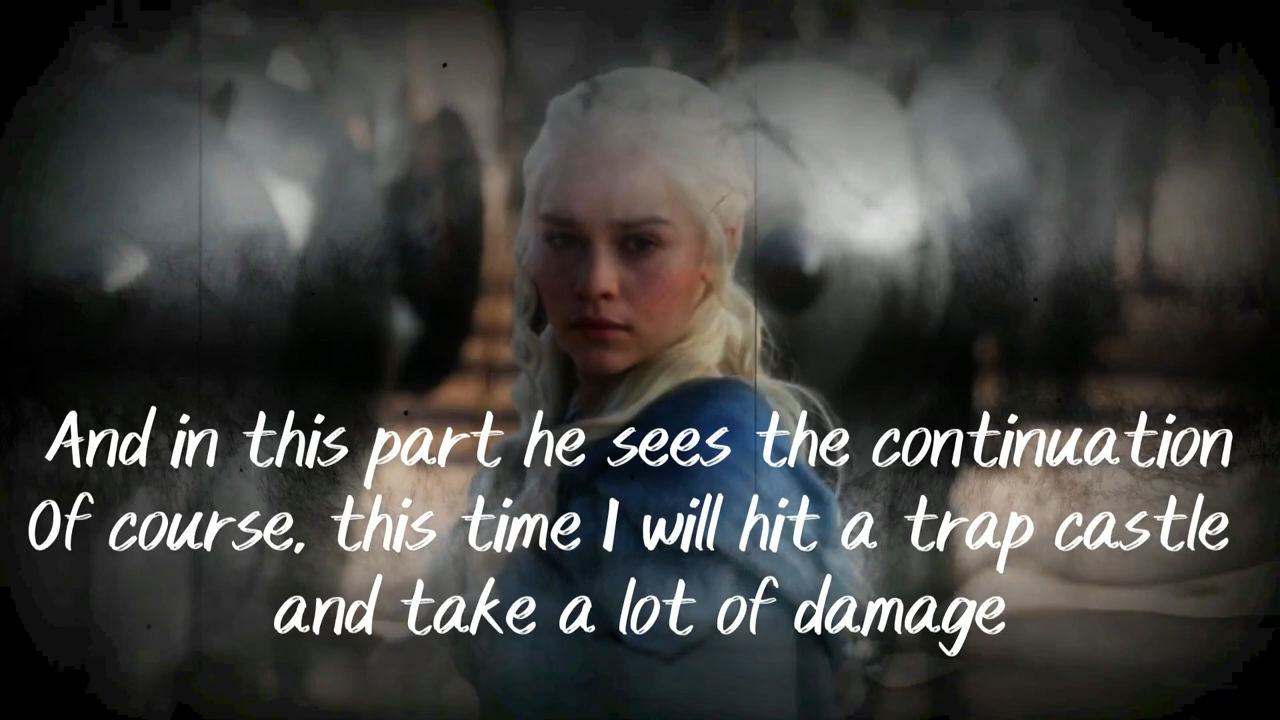 And in this part he sees the continuation
Of course, this time I will hit a trap castle
and take a lot of damage